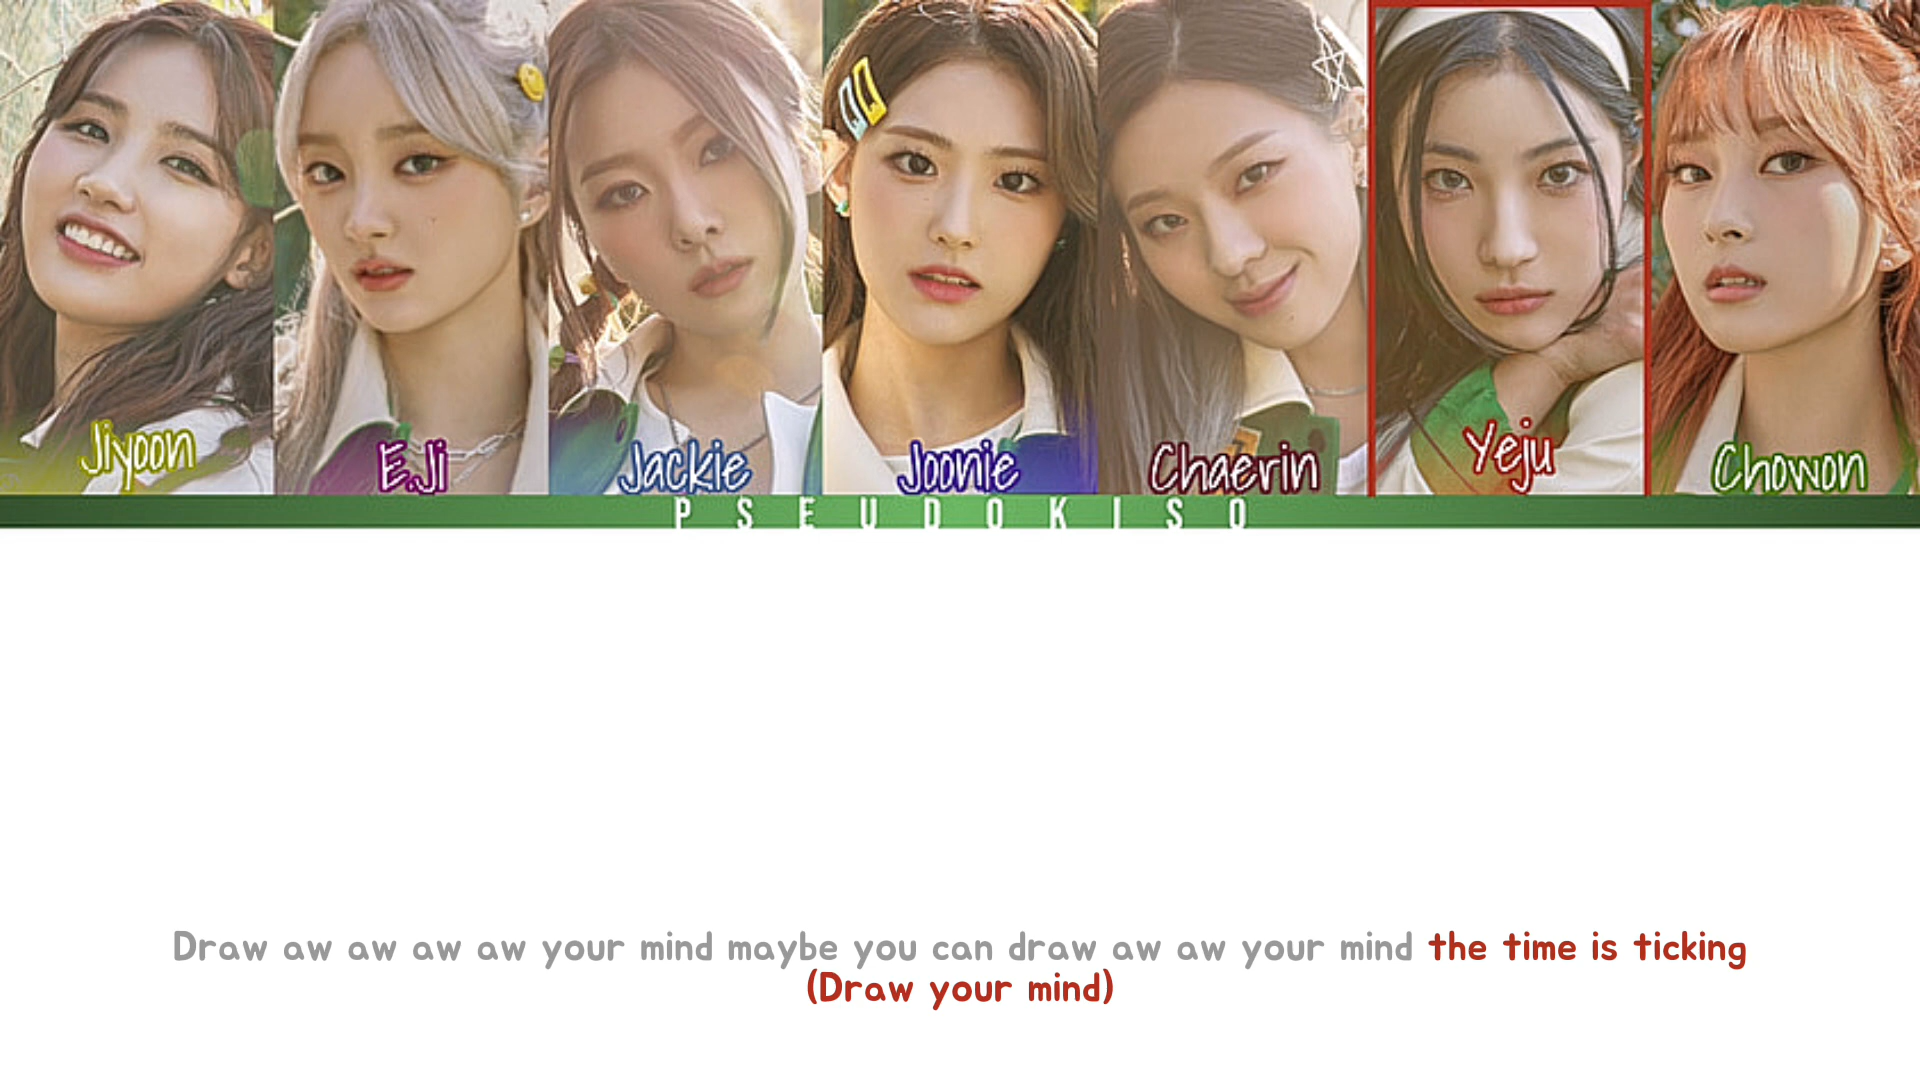 Jiyoon E.Ji Jackie Joonie Chaerin Yeju Chowon
PSEUDOKISO
Draw aw aw aw aw your mind maybe you can draw aw aw your mind the time is ticking
(Draw your mind)